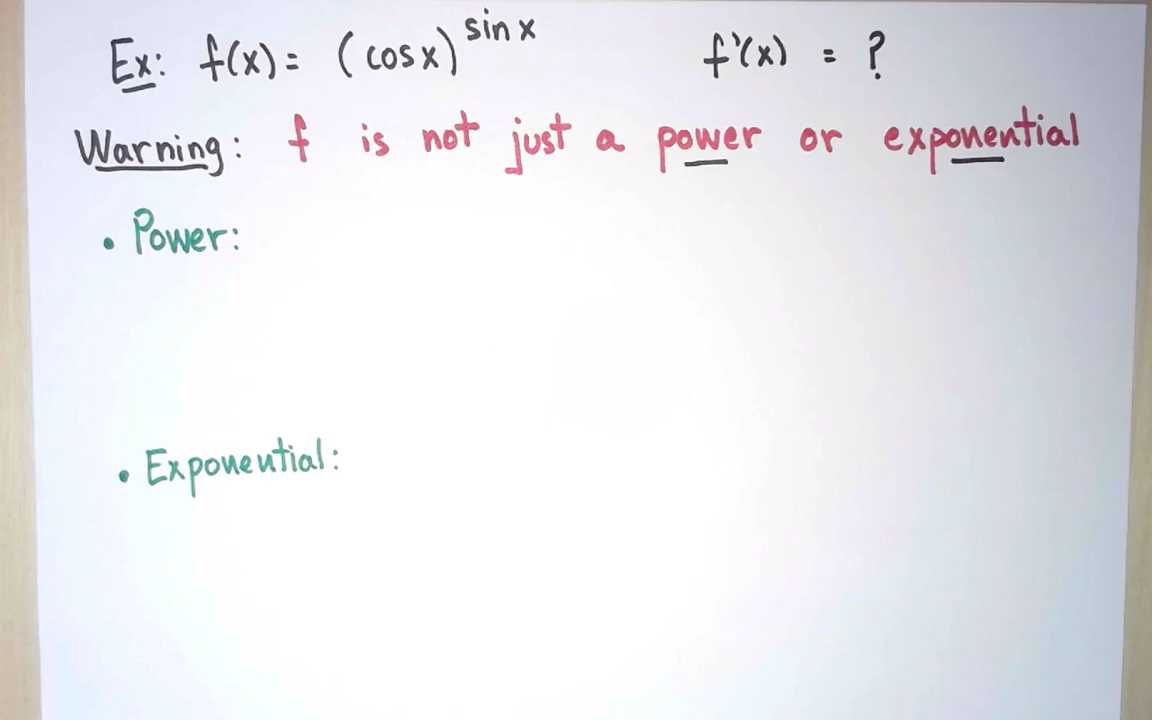 Ex: f(x) = (cos x)^sin x f'(x) = ?
Warning: f is not just a power or exponential
• Power:
• Exponential: